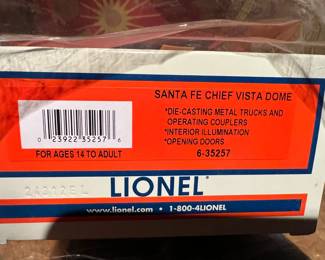 SANTA FE CHIEF VISTA DOME
*DIE-CASTING METAL TRUCKS AND
OPERATING COUPLERS
*INTERIOR ILLUMINATION
*OPENING DOORS
6-35257
0 23922 35257 6
FOR AGES 14 TO ADULT
LIONEL®
www.lionel.com • 1-800-4LIONEL